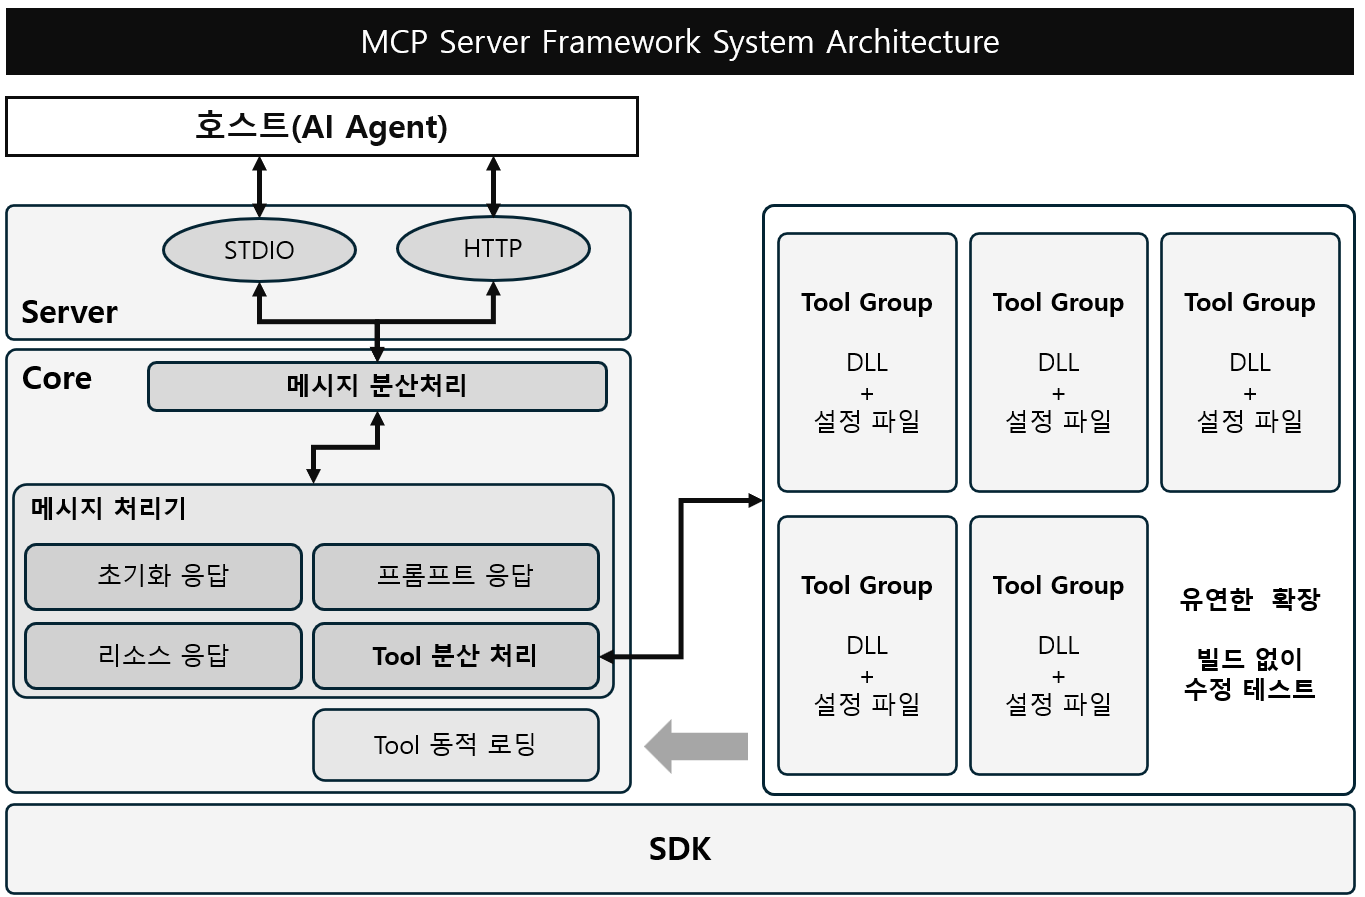 MCP Server Framework System Architecture
호스트(AI Agent)
STDIO
HTTP
Server
Core
메시지 분산처리
메시지 처리기
초기화 응답
프롬프트 응답
리소스 응답
Tool 분산 처리
Tool 동적 로딩
Tool Group
DLL
+
설정 파일
Tool Group
DLL
+
설정 파일
Tool Group
DLL
+
설정 파일
Tool Group
DLL
+
설정 파일
Tool Group
DLL
+
설정 파일
유연한 확장
빌드 없이
수정 테스트
SDK